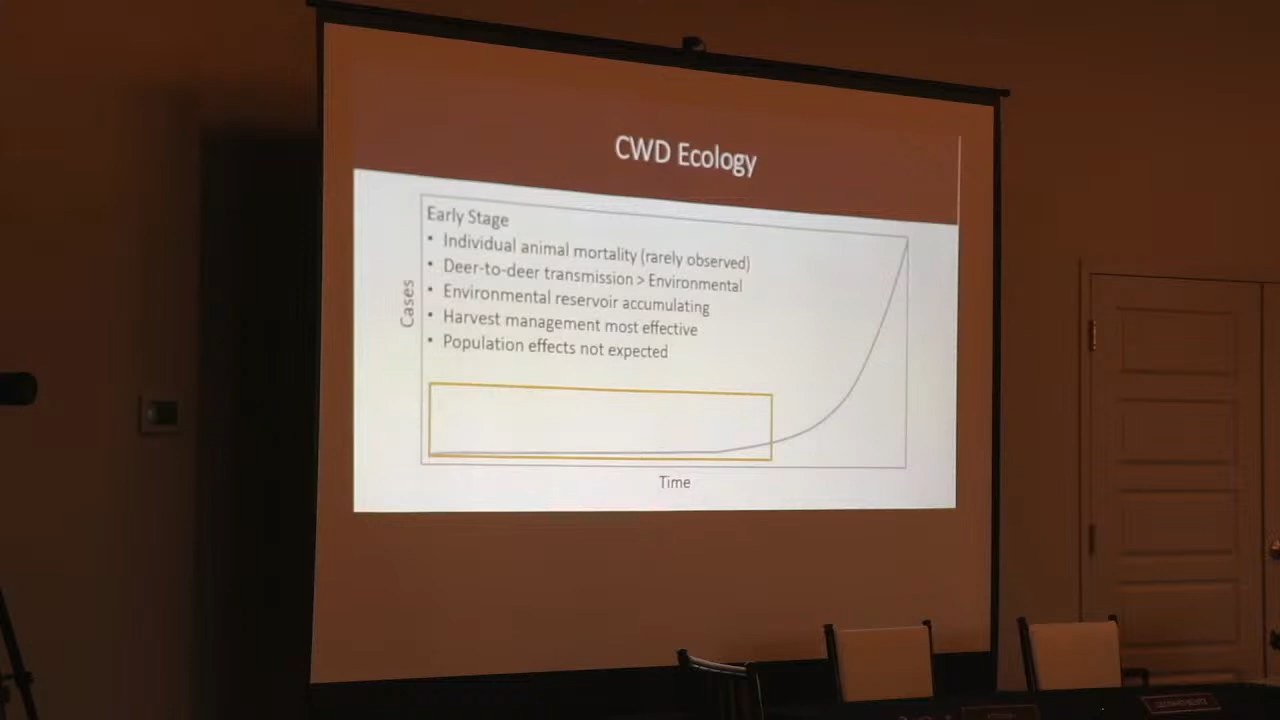 CWD Ecology
Early Stage
• Individual animal mortality (rarely observed)
• Deer-to-deer transmission > Environmental
• Environmental reservoir accumulating
• Harvest management most effective
• Population effects not expected
Cases
Time